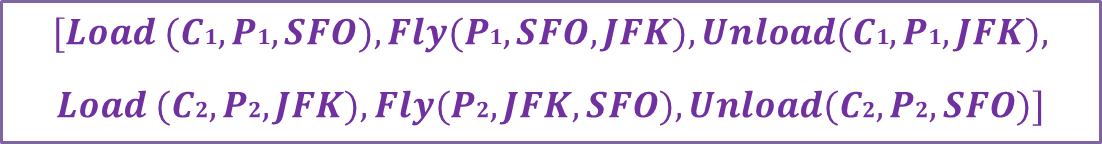 [Load (C₁, P₁, SFO), Fly(P₁, SFO, JFK), Unload(C₁, P₁, JFK),
Load (C₂, P₂, JFK), Fly(P₂, JFK, SFO), Unload(C₂, P₂, SFO)]